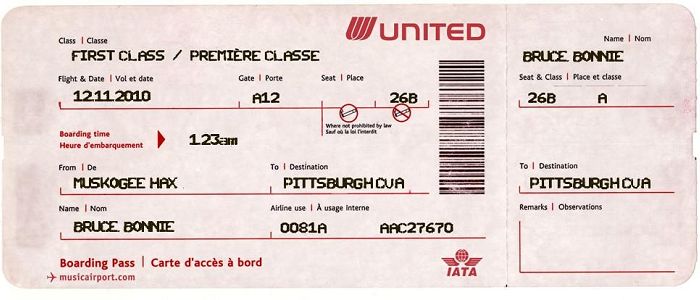 UNITED
Class | Classe
FIRST CLASS / PREMIÈRE CLASSE
Flight & Date | Vol et date
12.11.2010
Gate | Porte
A12
Seat | Place
26B
Where not prohibited by law
Sauf où la loi l'interdit
Boarding time
Heure d'embarquement
1.23am
From | De
MUSKOGEE HAX
To | Destination
PITTSBURGH CVA
Name | Nom
BRUCE BONNIE
Airline use | À usage interne
0081A
AAC27670
Boarding Pass | Carte d'accès à bord
musicairport.com
IATA
Name | Nom
BRUCE BONNIE
Seat & Class | Place et classe
26B A
To | Destination
PITTSBURGH CVA
Remarks | Observations